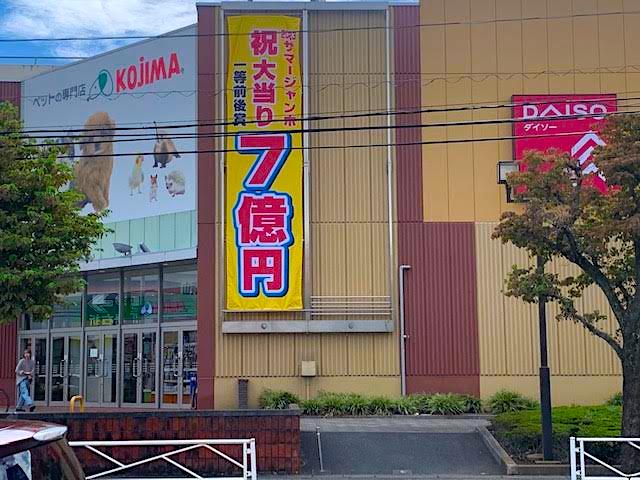 ペットの専門店
KOJIMA
サマージャンボ
祝大当り
一等前後賞
7億円
DAISO
ダイソー